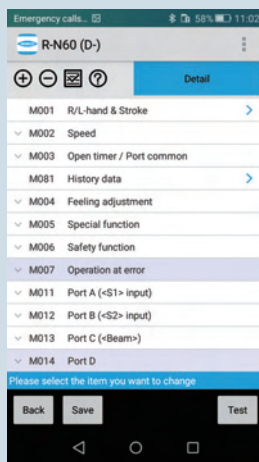 Emergency calls... 58% 11:02
R-N60 (D-)
Detail
M001 R/L-hand & Stroke
M002 Speed
M003 Open timer / Port common
M081 History data
M004 Feeling adjustment
M005 Special function
M006 Safety function
M007 Operation at error
M011 Port A (<S1> input)
M012 Port B (<S2> input)
M013 Port C (<Beam>)
M014 Port D
Please select the item you want to change
Back Save Test